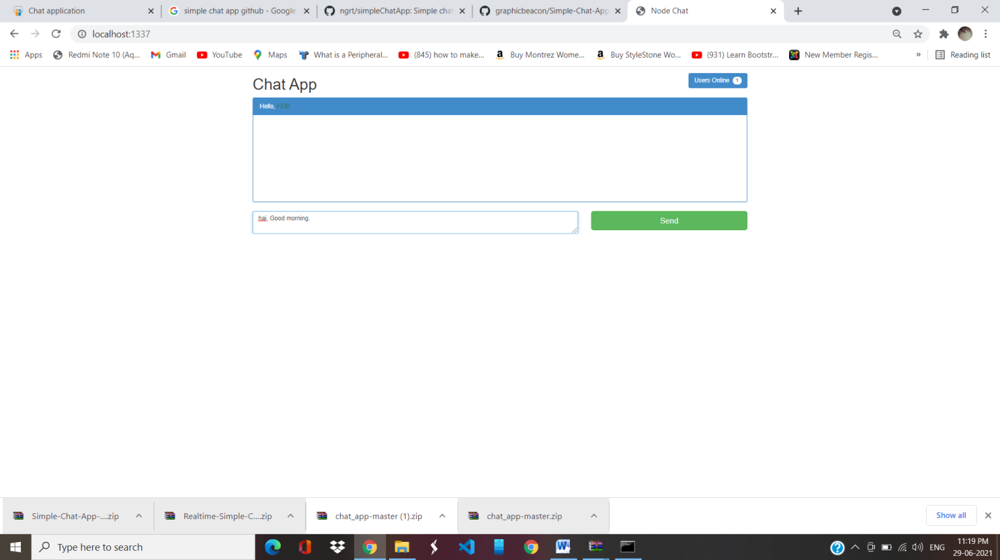 Chat application
simple chat app github - Google
ngrt/simpleChatApp: Simple chat
graphicbeacon/Simple-Chat-App
Node Chat
localhost:1337
Apps
Redmi Note 10 (Aq...
Gmail
YouTube
Maps
What is a Peripheral...
(845) how to make...
Buy Montrez Wome...
Buy StyleStone Wo...
(931) Learn Bootstr...
New Member Regis...
»
Reading list
Chat App
Users Online 1
Hello, FEBI
hai. Good morning.
Send
Simple-Chat-App-....zip
Realtime-Simple-C....zip
chat_app-master (1).zip
chat_app-master.zip
Show all
Type here to search
ENG
11:19 PM
29-06-2021